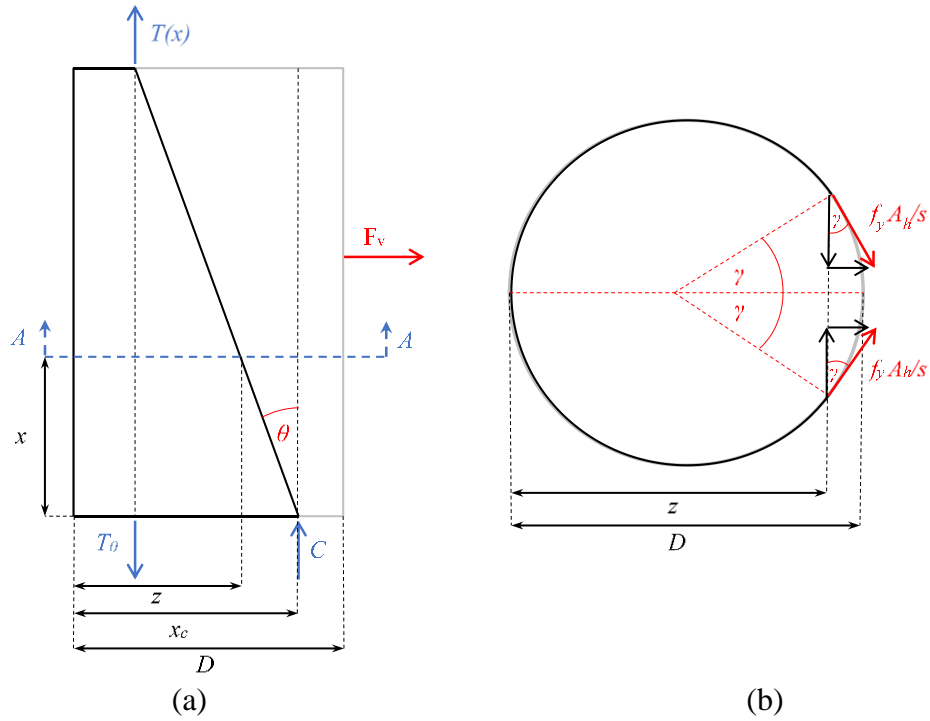 T(x)
F_v
A
A
x
θ
T_θ
C
z
x_c
D
(a)
γ
f_y A_h/s
γ
γ
γ
f_y A_h/s
z
D
(b)